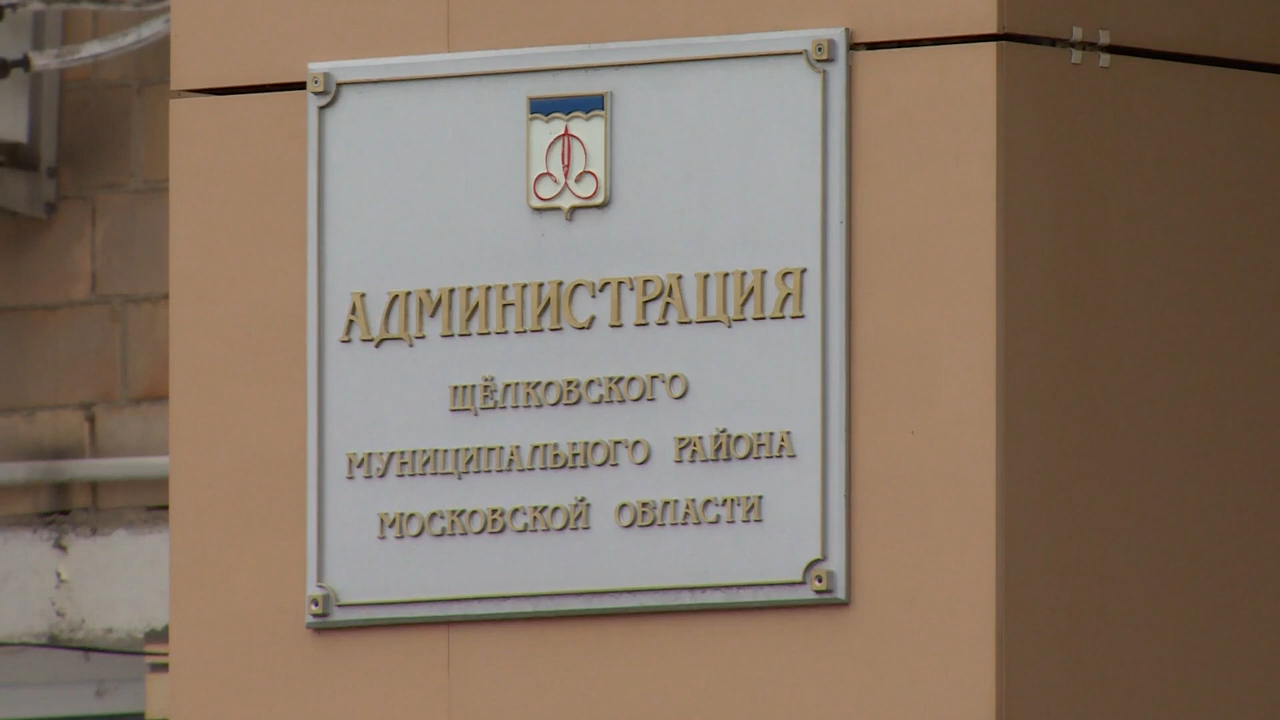 АДМИНИСТРАЦИЯ
ЩЁЛКОВСКОГО
МУНИЦИПАЛЬНОГО РАЙОНА
МОСКОВСКОЙ ОБЛАСТИ